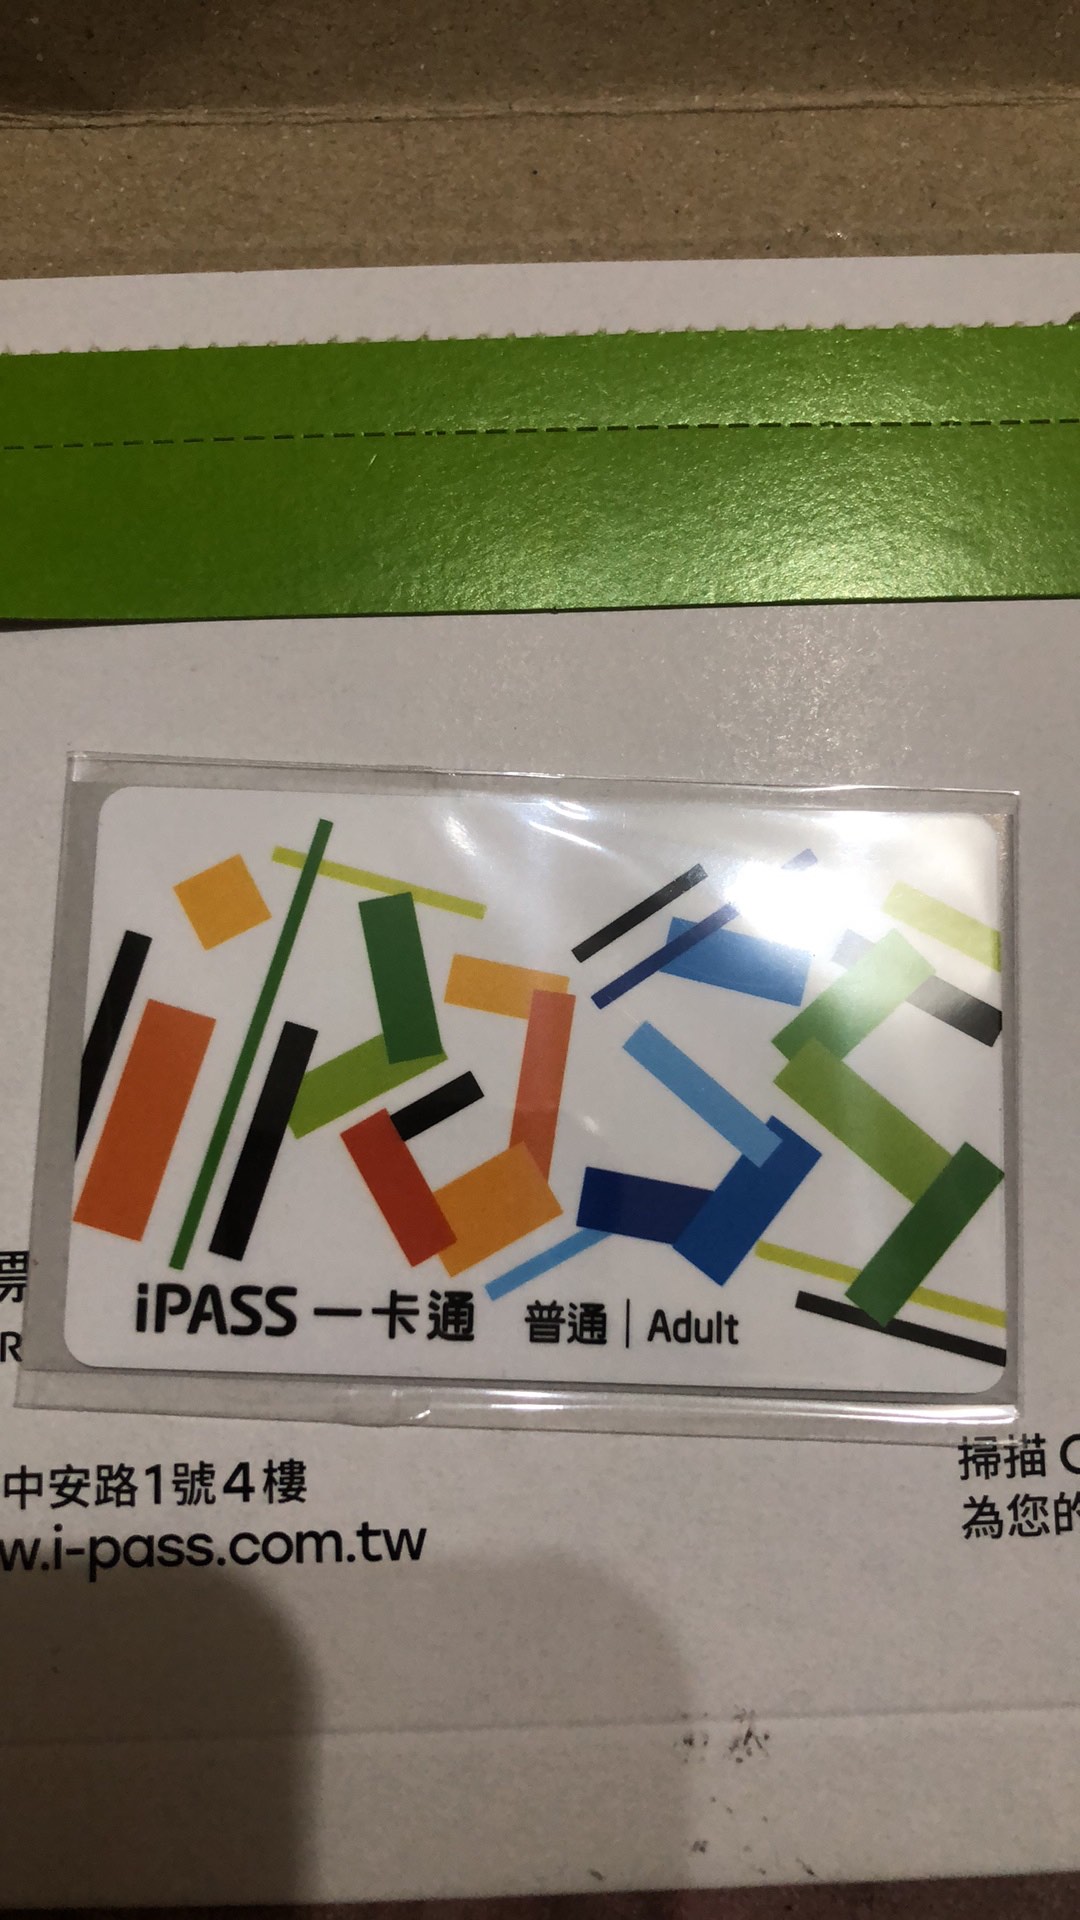 iPASS 一卡通 普通 | Adult
票
R
中安路1號4樓
w.i-pass.com.tw
掃描
為您的